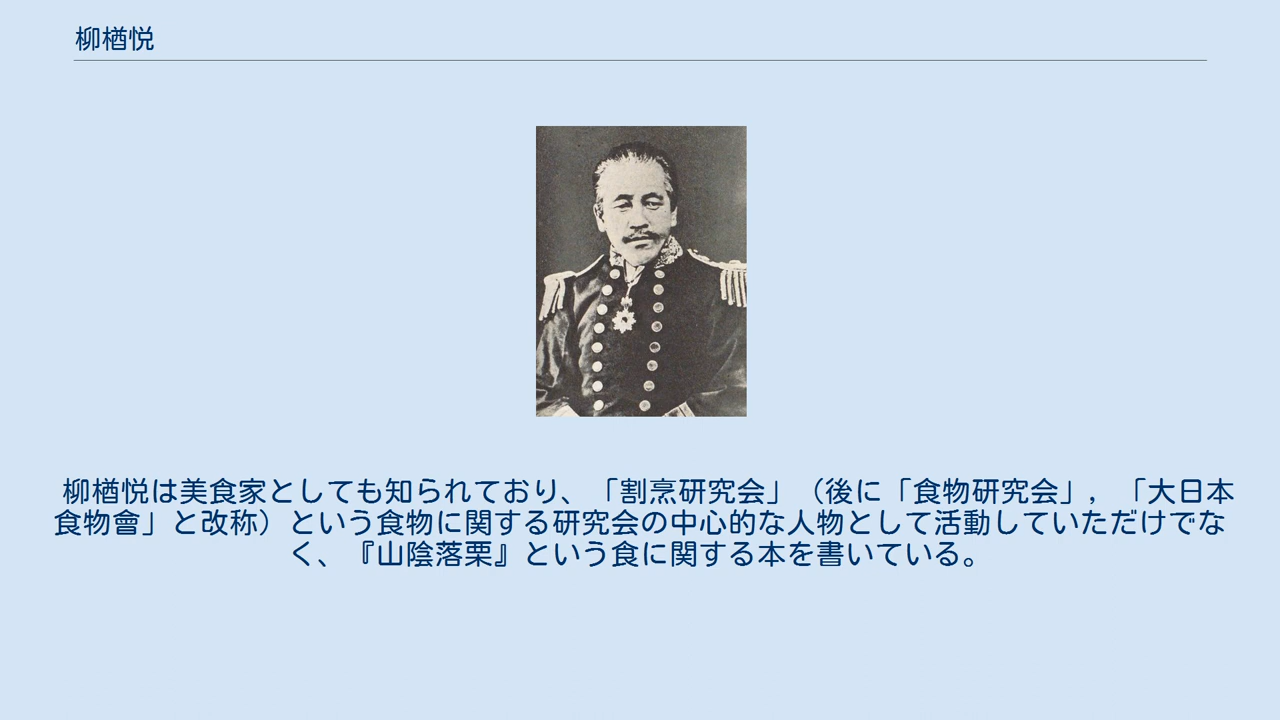 柳楢悦
柳楢悦は美食家としても知られており、「割烹研究会」（後に「食物研究会」，「大日本
食物會」と改称）という食物に関する研究会の中心的な人物として活動していただけでな
く、『山陰落栗』という食に関する本を書いている。